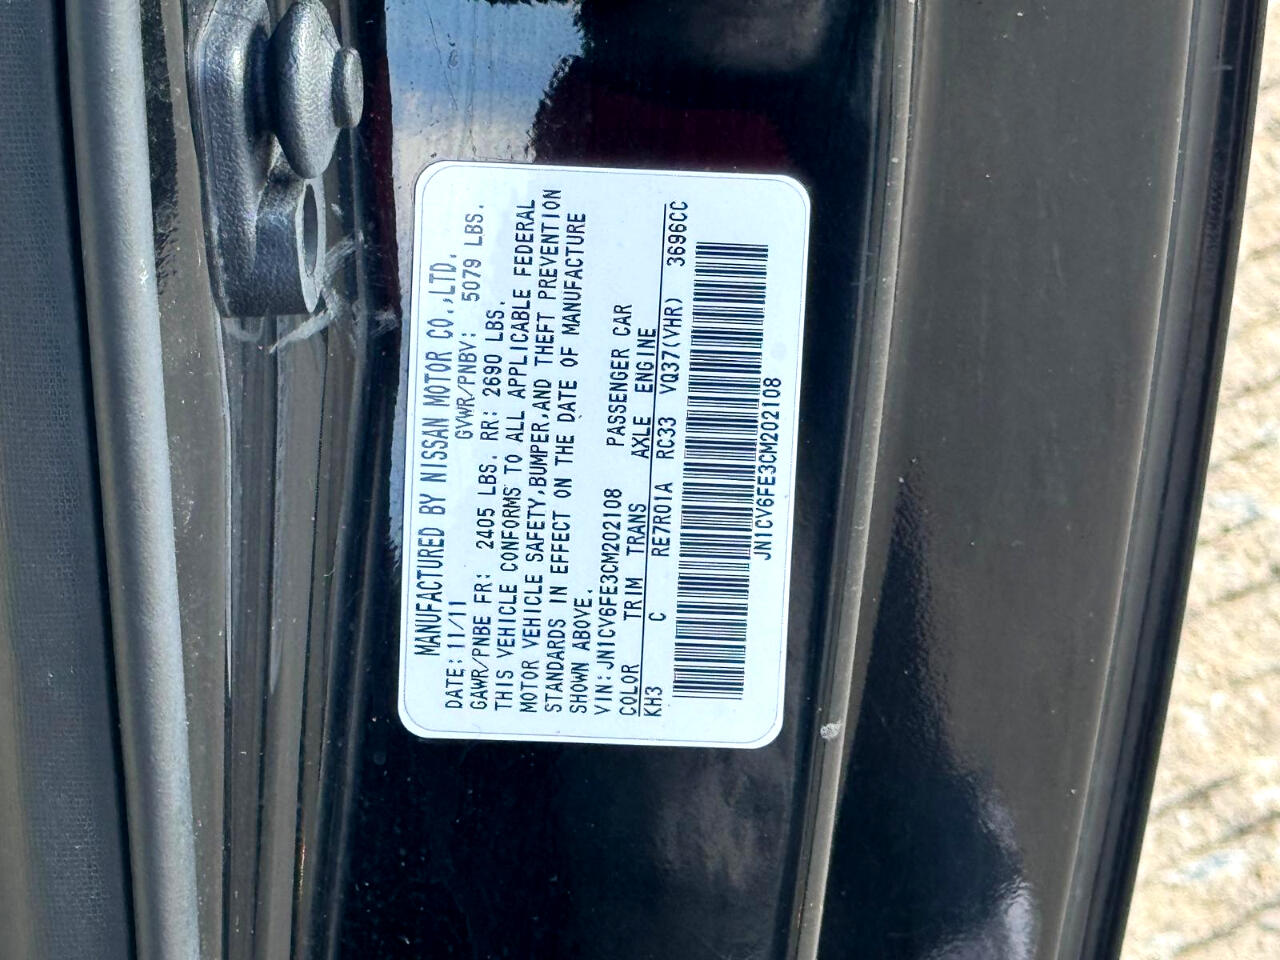 MANUFACTURED BY NISSAN MOTOR CO.,LTD.
DATE:11/11 GVWR/PNBV: 5079 LBS.
GAWR/PNBE FR: 2405 LBS. RR: 2690 LBS.
THIS VEHICLE CONFORMS TO ALL APPLICABLE FEDERAL
MOTOR VEHICLE SAFETY,BUMPER,AND THEFT PREVENTION
STANDARDS IN EFFECT ON THE DATE OF MANUFACTURE
SHOWN ABOVE.
VIN:JN1CV6FE3CM202108 PASSENGER CAR
COLOR TRIM TRANS AXLE ENGINE
KH3 C RE7R01A RC33 VQ37(VHR) 3696CC
JN1CV6FE3CM202108